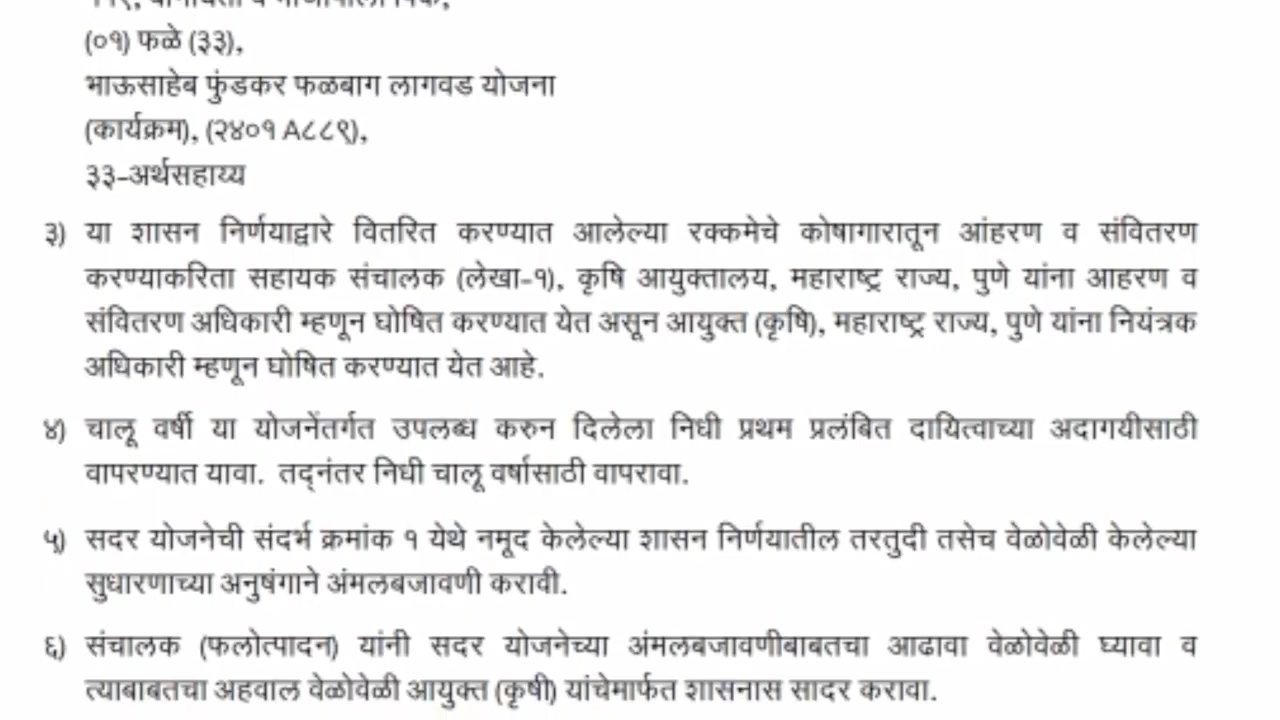 (०१) फळे (३३),
भाऊसाहेब फुंडकर फळबाग लागवड योजना
(कार्यक्रम), (२४०१ A८८९),
३३-अर्थसहाय्य
३) या शासन निर्णयाद्वारे वितरित करण्यात आलेल्या रक्कमेचे कोषागारातून आंहरण व संवितरण
करण्याकरिता सहायक संचालक (लेखा-१), कृषि आयुक्तालय, महाराष्ट्र राज्य, पुणे यांना आहरण व
संवितरण अधिकारी म्हणून घोषित करण्यात येत असून आयुक्त (कृषि), महाराष्ट्र राज्य, पुणे यांना नियंत्रक
अधिकारी म्हणून घोषित करण्यात येत आहे.
४) चालू वर्षी या योजनेंतर्गत उपलब्ध करुन दिलेला निधी प्रथम प्रलंबित दायित्वाच्या अदागयीसाठी
वापरण्यात यावा. तद्नंतर निधी चालू वर्षासाठी वापरावा.
५) सदर योजनेची संदर्भ क्रमांक १ येथे नमूद केलेल्या शासन निर्णयातील तरतुदी तसेच वेळोवेळी केलेल्या
सुधारणाच्या अनुषंगाने अंमलबजावणी करावी.
६) संचालक (फलोत्पादन) यांनी सदर योजनेच्या अंमलबजावणीबाबतचा आढावा वेळोवेळी घ्यावा व
त्याबाबतचा अहवाल वेळोवेळी आयुक्त (कृषी) यांचेमार्फत शासनास सादर करावा.